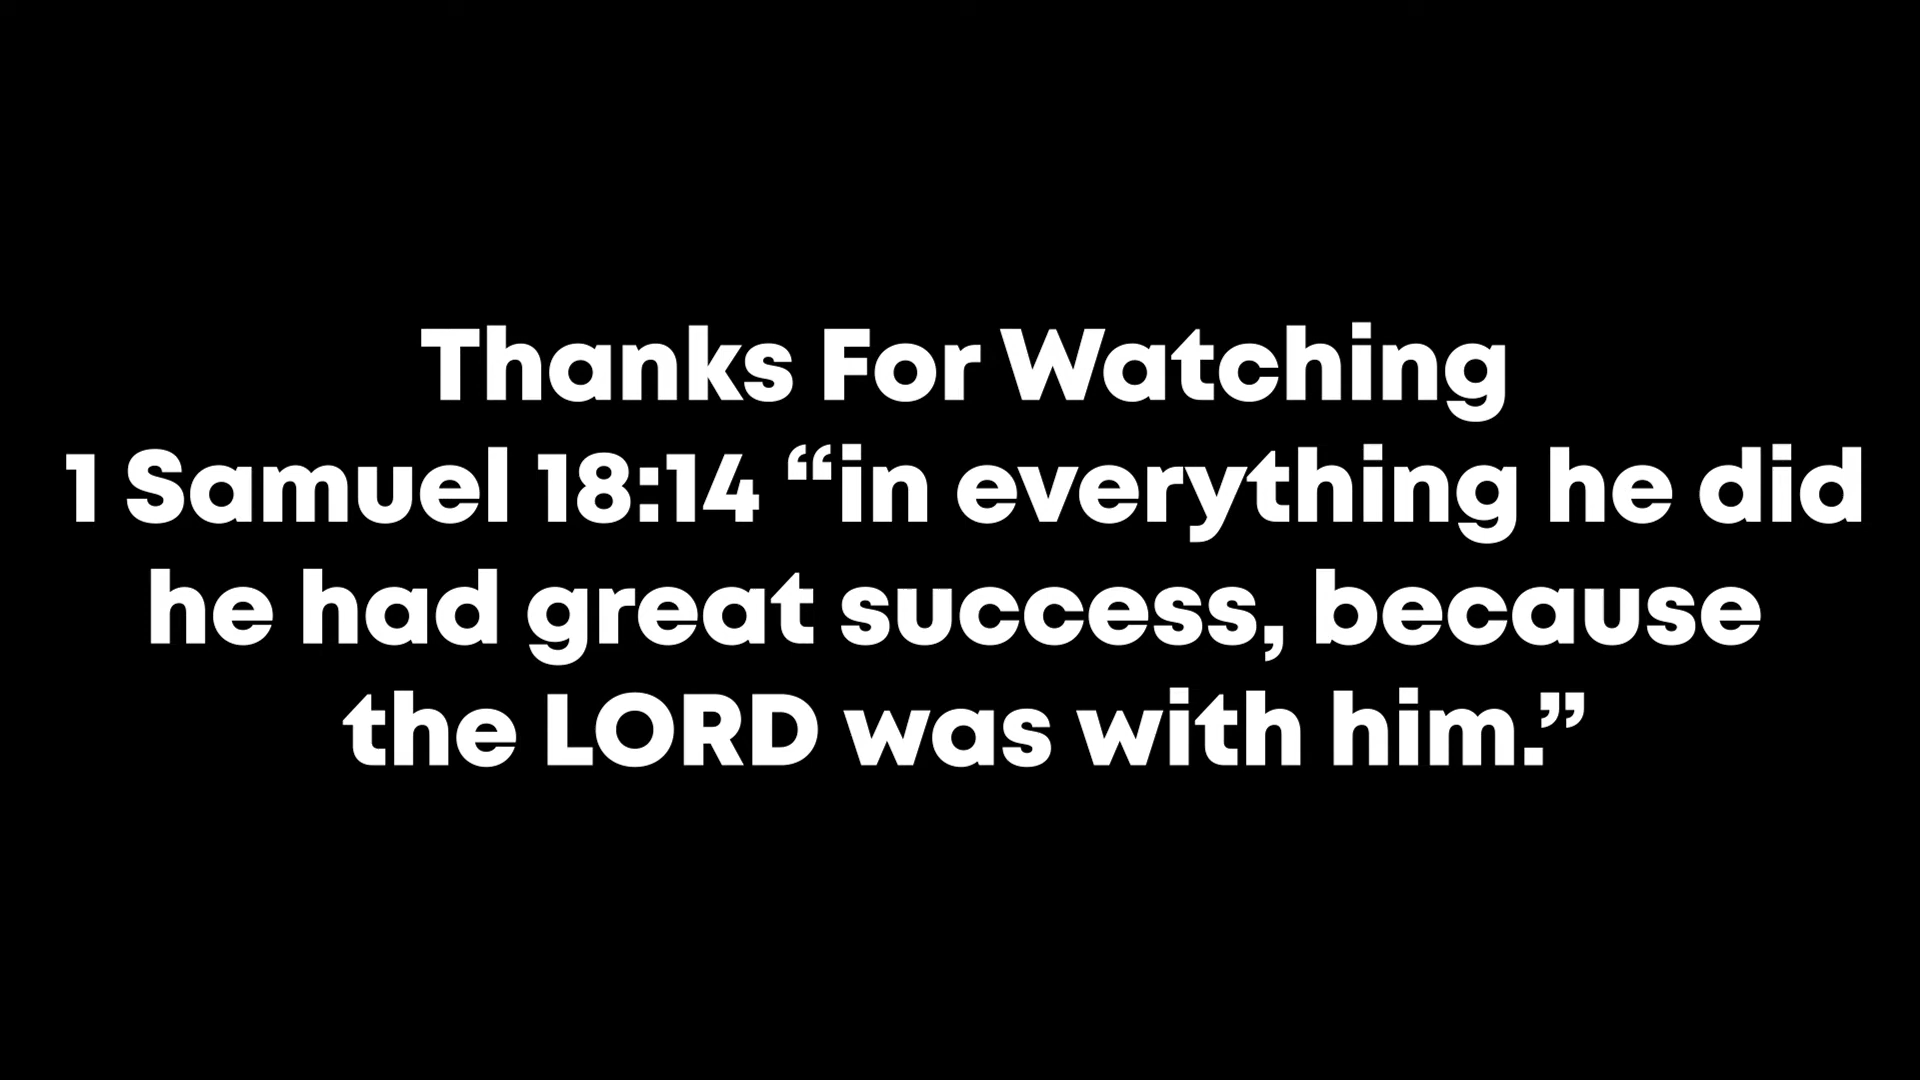 Thanks For Watching
1 Samuel 18:14 “in everything he did
he had great success, because
the LORD was with him.”